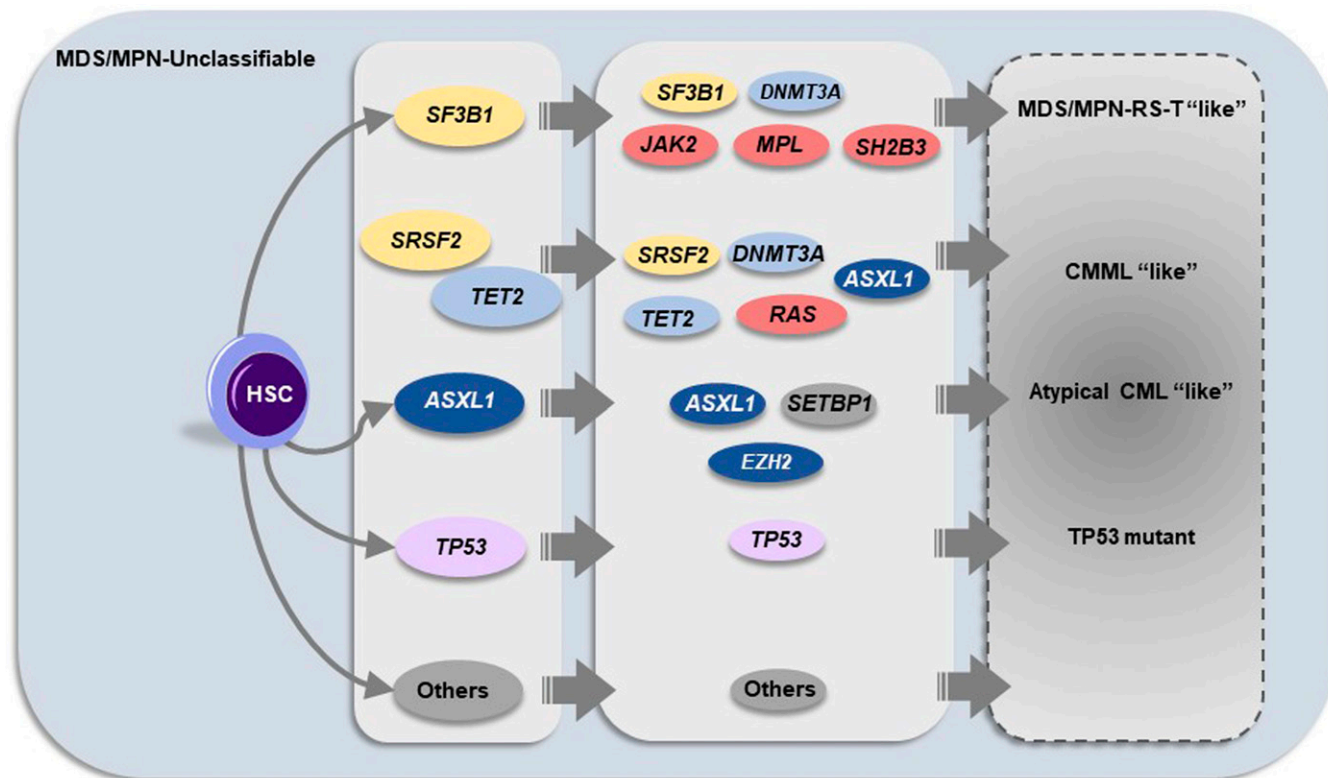 MDS/MPN-Unclassifiable
SF3B1
SF3B1 DNMT3A
JAK2 MPL SH2B3
MDS/MPN-RS-T “like”
SRSF2
TET2
SRSF2 DNMT3A
ASXL1
TET2 RAS
CMML “like”
HSC
ASXL1
ASXL1 SETBP1
EZH2
Atypical CML “like”
TP53
TP53
TP53 mutant
Others
Others